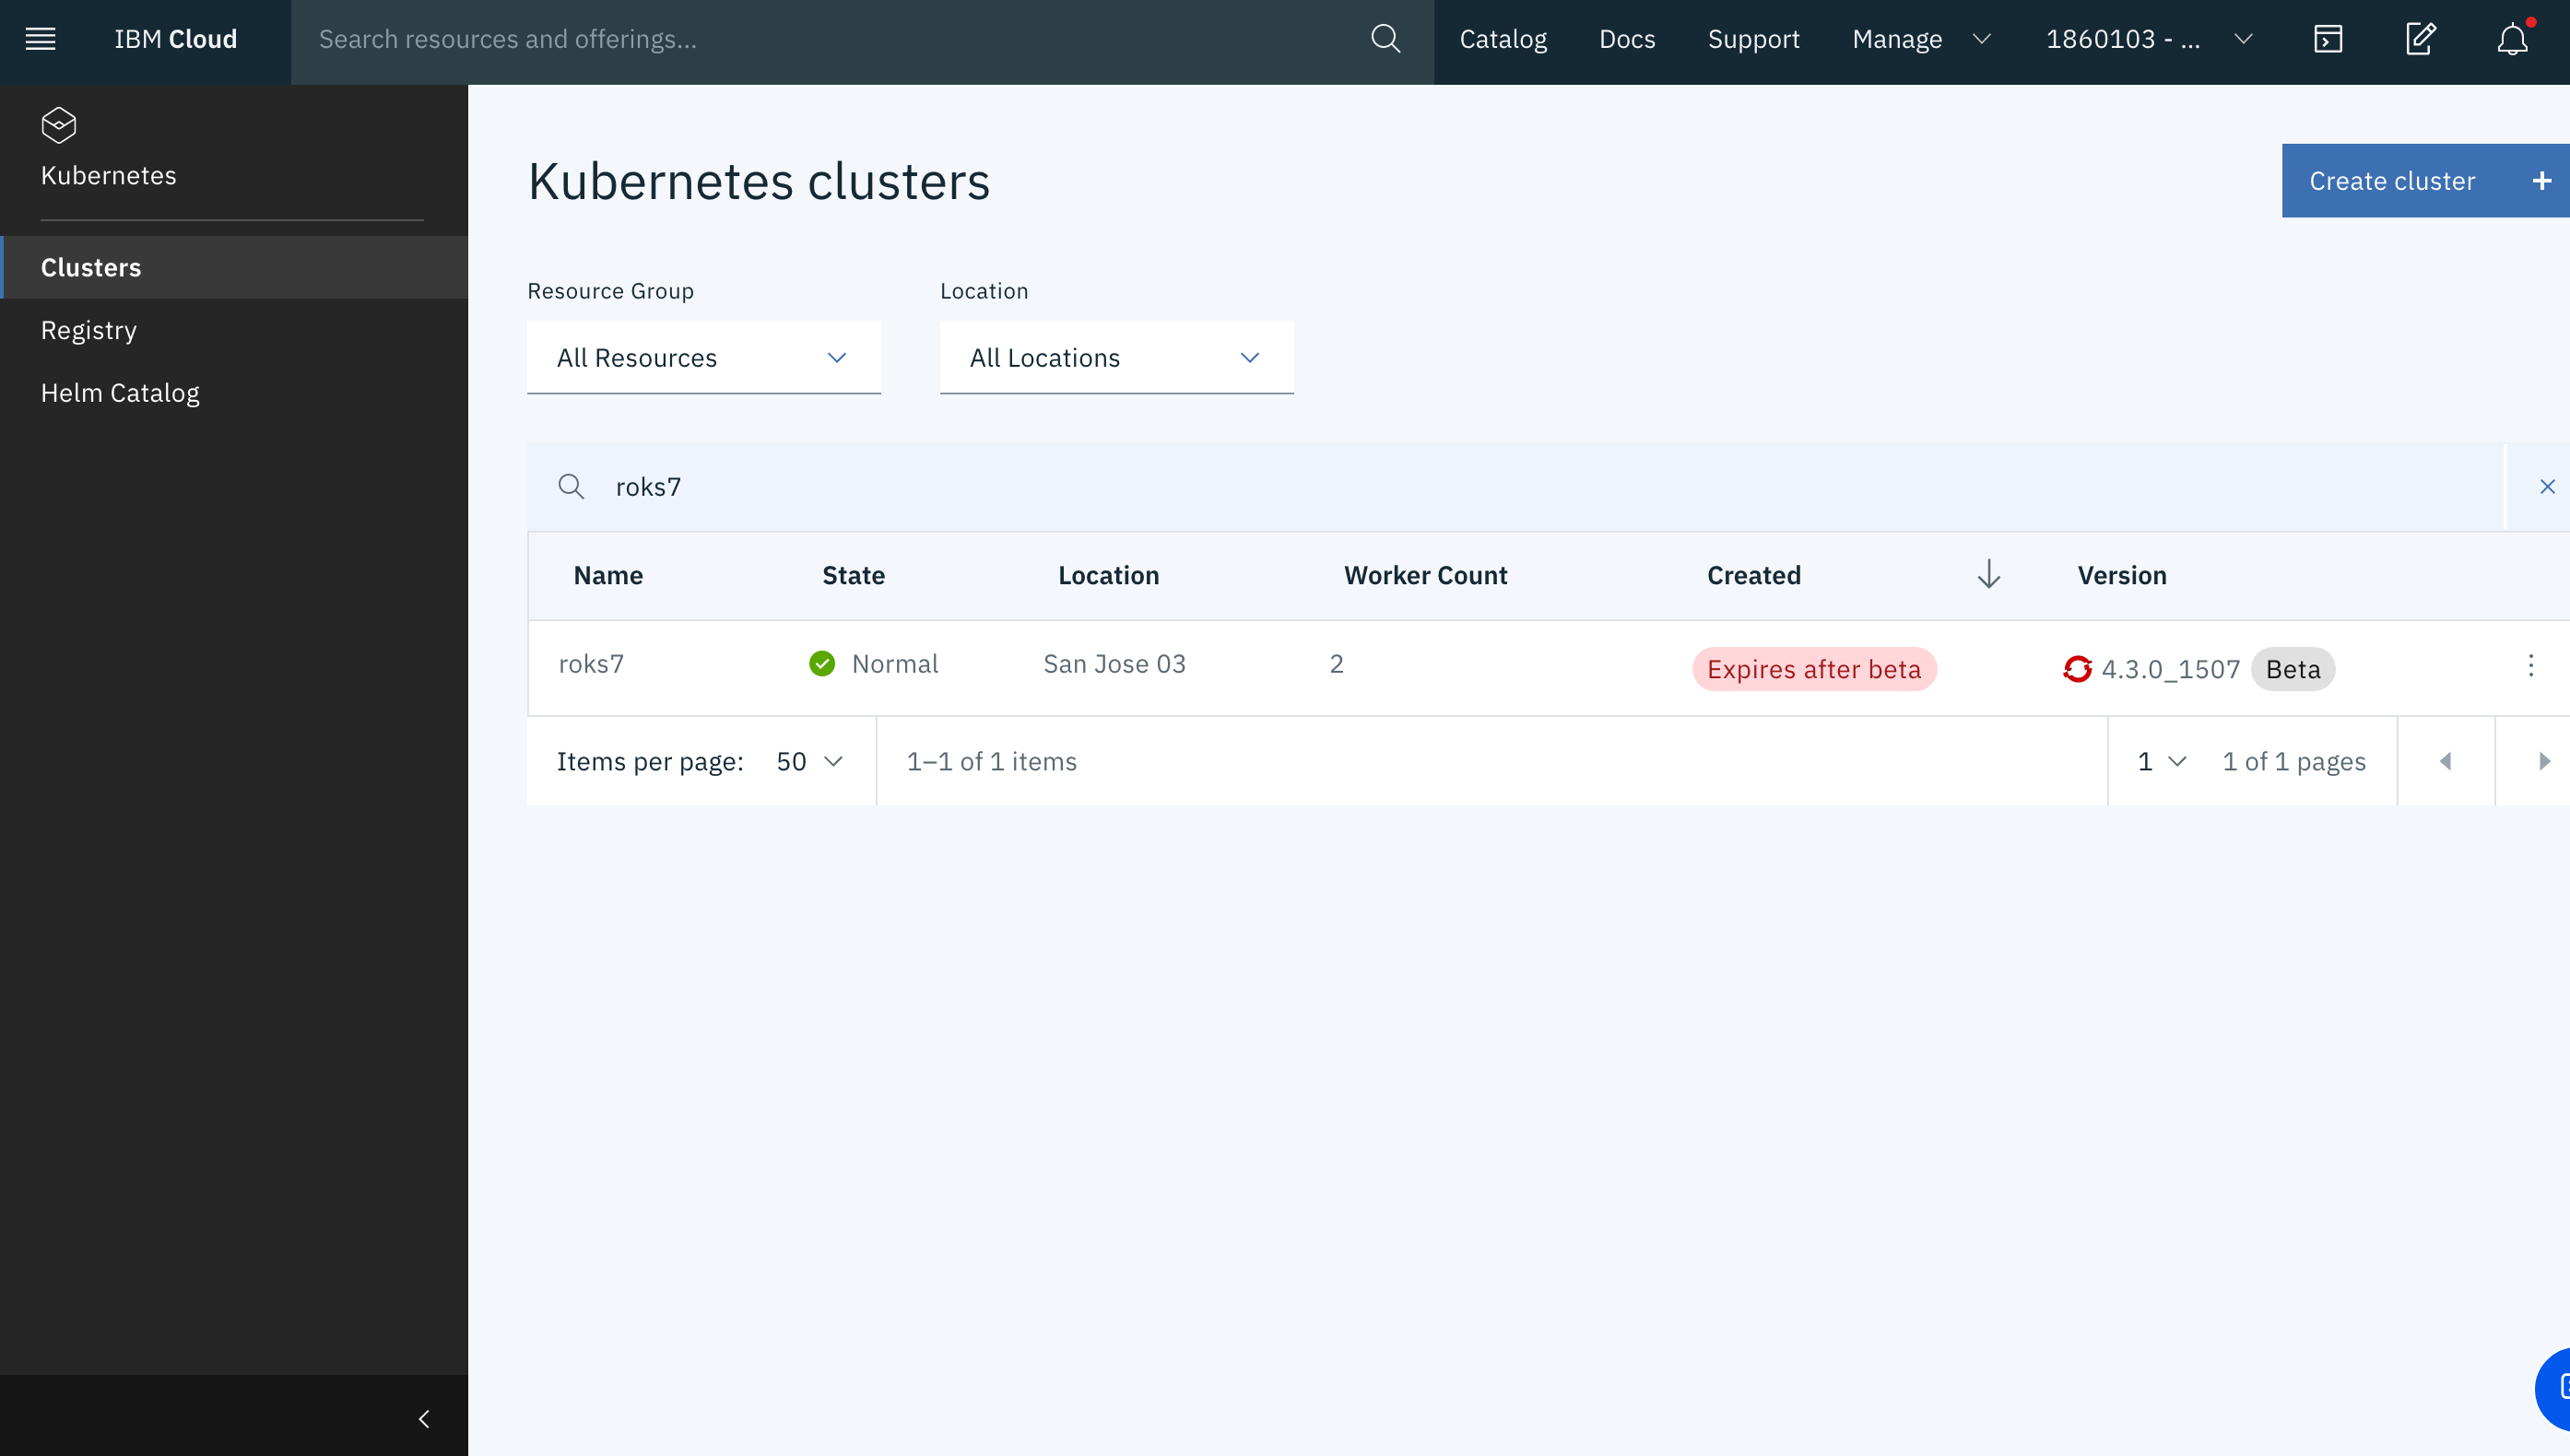 IBM Cloud
Search resources and offerings...
Catalog
Docs
Support
Manage
1860103 - ...
Kubernetes
Clusters
Registry
Helm Catalog
Kubernetes clusters
Create cluster +
Resource Group
Location
All Resources
All Locations
roks7
Name State Location Worker Count Created Version
roks7 Normal San Jose 03 2 Expires after beta 4.3.0_1507 Beta
Items per page: 50
1–1 of 1 items
1
1 of 1 pages